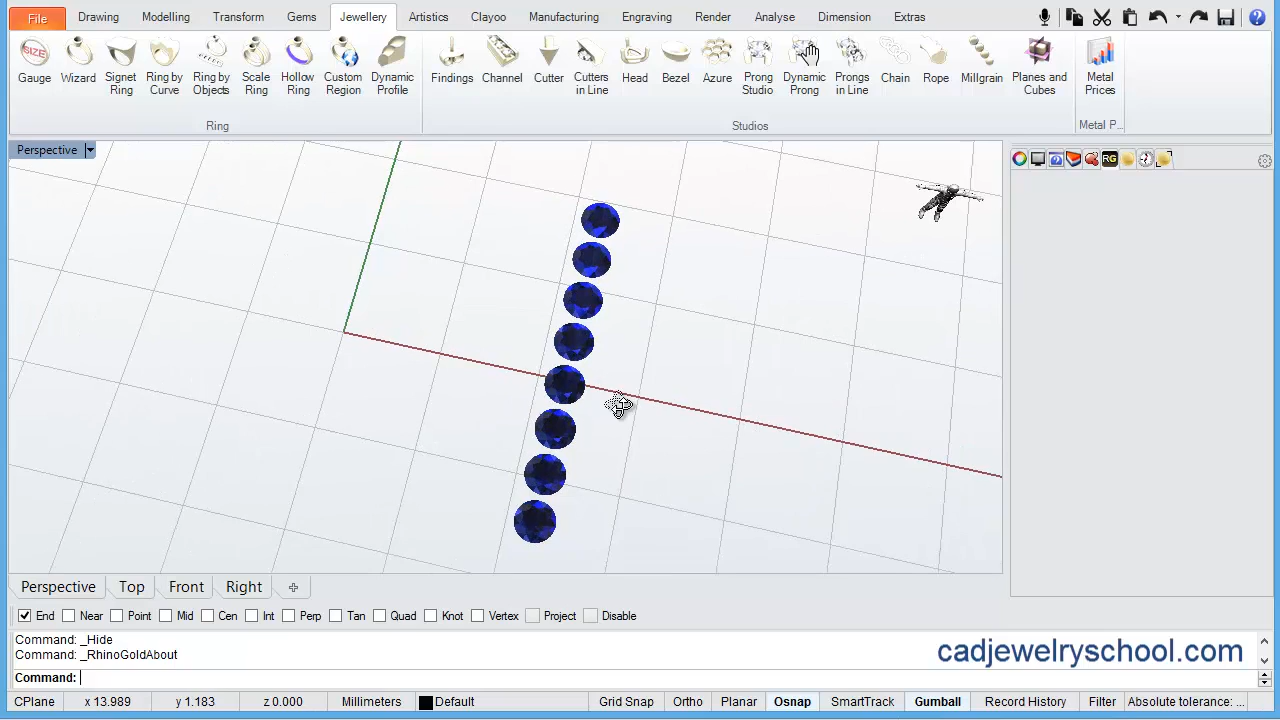 File Drawing Modelling Transform Gems Jewellery Artistics Clayoo Manufacturing Engraving Render Analyse Dimension Extras
SIZE
Gauge Wizard Signet Ring Ring by Curve Ring by Objects Scale Ring Hollow Ring Custom Region Dynamic Profile Findings Channel Cutter Cutters in Line Head Bezel Azure Prong Studio Dynamic Prong Prongs in Line Chain Rope Millgrain Planes and Cubes Metal Prices
Ring Studios Metal P...
Perspective
RG
Perspective Top Front Right
End Near Point Mid Cen Int Perp Tan Quad Knot Vertex Project Disable
Command: _Hide
Command: _RhinoGoldAbout
cadjewelryschool.com
Command:
CPlane x 13.989 y 1.183 z 0.000 Millimeters Default Grid Snap Ortho Planar Osnap SmartTrack Gumball Record History Filter Absolute tolerance: ...